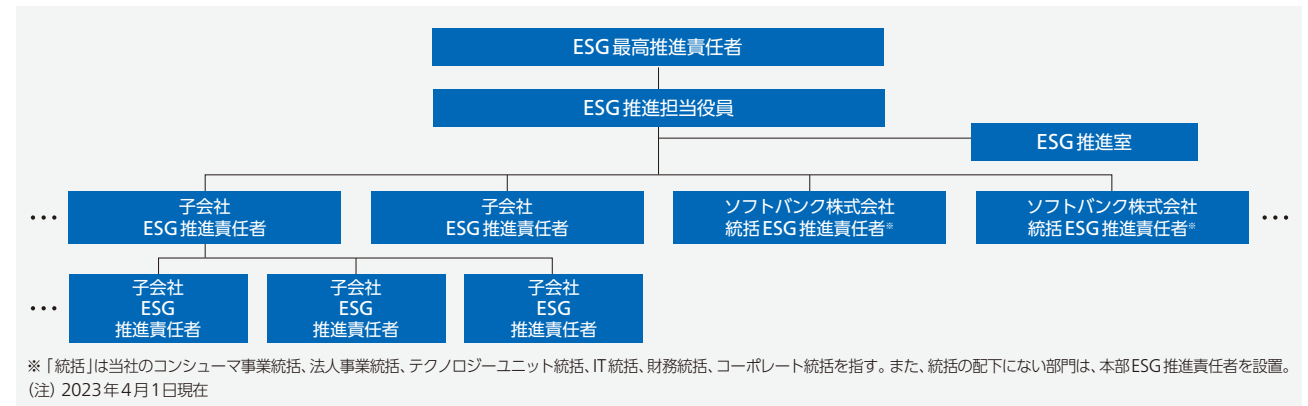 ESG最高推進責任者
ESG推進担当役員
ESG推進室
… 子会社 子会社 ソフトバンク株式会社 ソフトバンク株式会社 …
ESG推進責任者 ESG推進責任者 統括ESG推進責任者※ 統括ESG推進責任者※
… 子会社 子会社 子会社
ESG ESG ESG
推進責任者 推進責任者 推進責任者
※「統括」は当社のコンシューマ事業統括、法人事業統括、テクノロジーユニット統括、IT統括、財務統括、コーポレート統括を指す。また、統括の配下にない部門は、本部ESG推進責任者を設置。
(注) 2023年4月1日現在